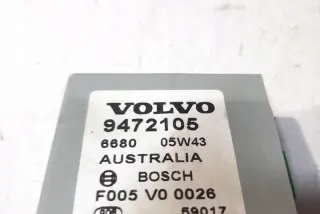 VOLVO
9472105
6680 05W43
AUSTRALIA
BOSCH
F005 V0 0026
59017